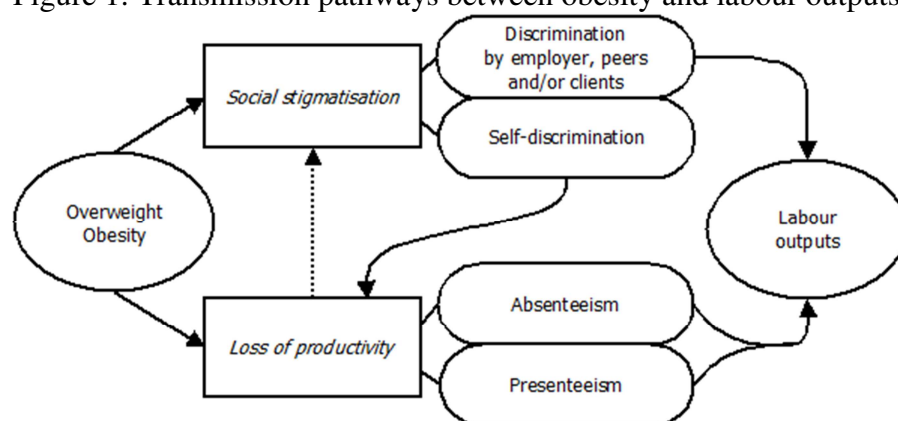 Figure 1: Transmission pathways between obesity and labour outputs
Discrimination
by employer, peers
and/or clients
Social stigmatisation
Self-discrimination
Overweight
Obesity
Labour
outputs
Absenteeism
Loss of productivity
Presenteeism